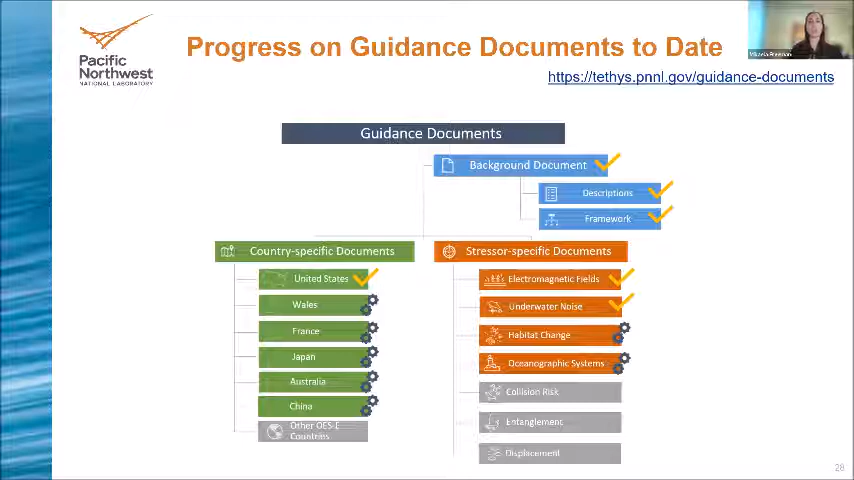 Pacific
Northwest
NATIONAL LABORATORY
Progress on Guidance Documents to Date
Mikaela Freeman
https://tethys.pnnl.gov/guidance-documents
Guidance Documents
Background Document
Descriptions
Framework
Country-specific Documents
United States
Wales
France
Japan
Australia
China
Other OES-E
Countries
Stressor-specific Documents
Electromagnetic Fields
Underwater Noise
Habitat Change
Oceanographic Systems
Collision Risk
Entanglement
Displacement
28